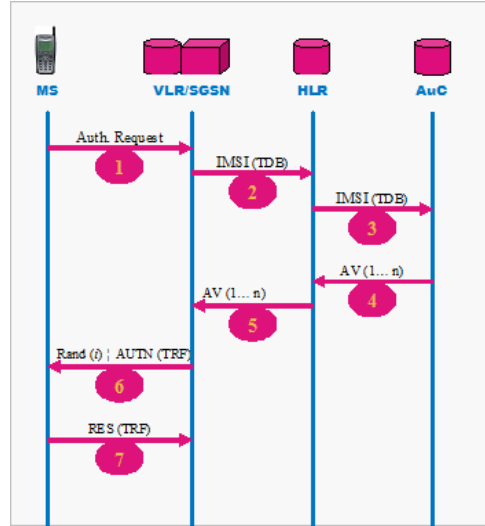 MS VLR/SGSN HLR AuC
Auth. Request
1
IMSI (TDB)
2
IMSI (TDB)
3
AV (1... n)
4
AV (1... n)
5
Rand (i) ¦ AUTN (TRF)
6
RES (TRF)
7